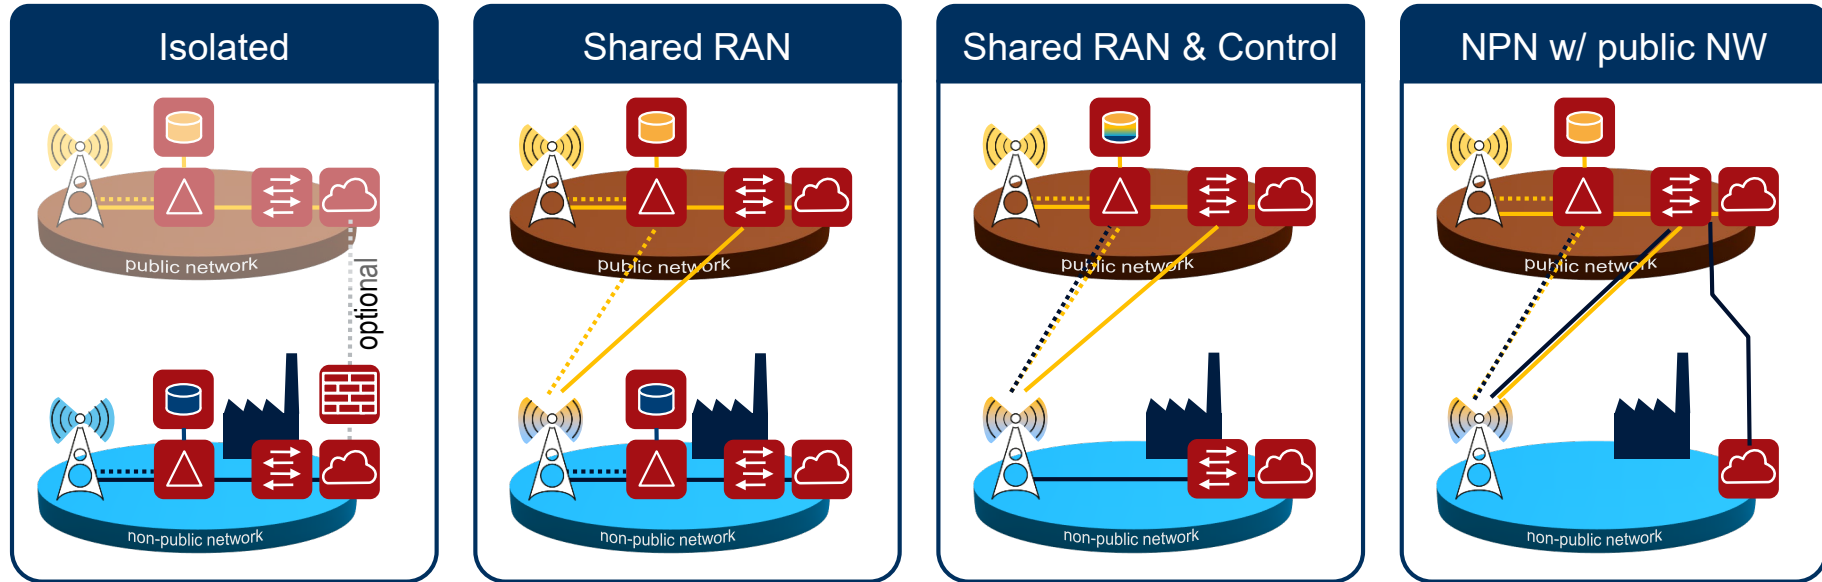 Isolated
public network
optional
non-public network
Shared RAN
public network
non-public network
Shared RAN & Control
public network
non-public network
NPN w/ public NW
public network
non-public network